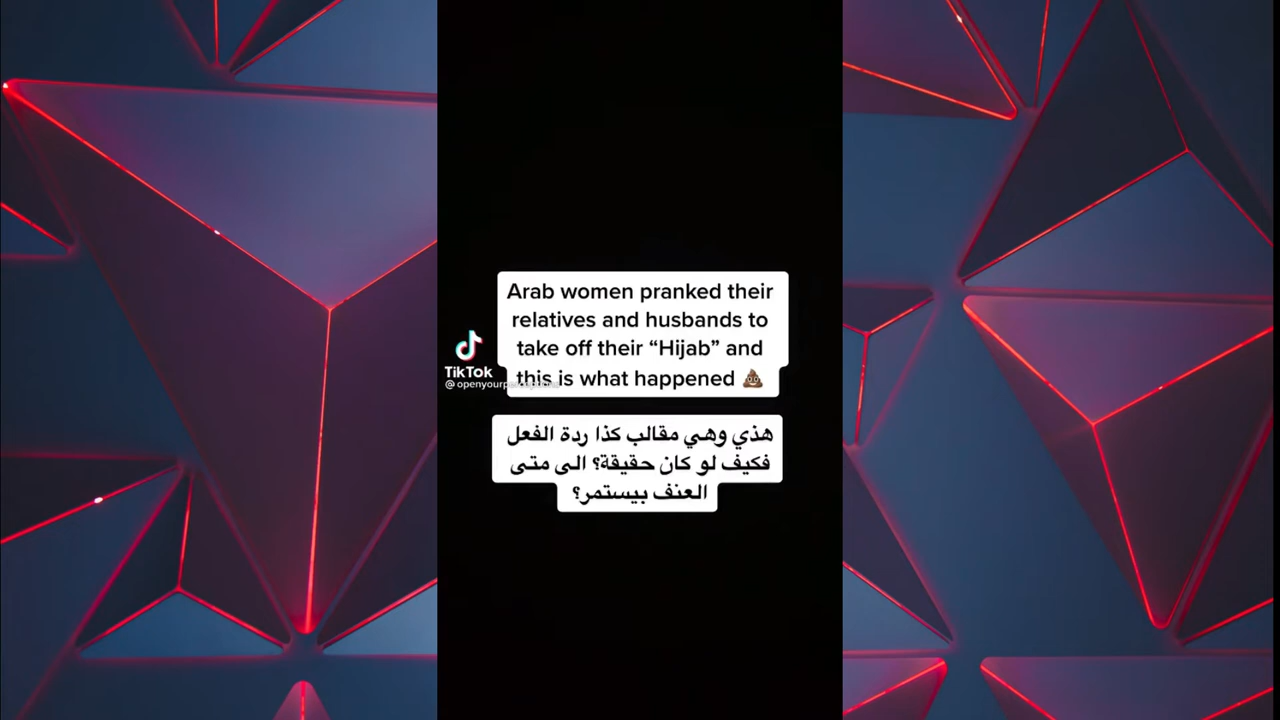 Arab women pranked their
relatives and husbands to
take off their “Hijab” and
this is what happened 💩
TikTok
هذي وهي مقالب كذا ردة الفعل
فكيف لو كان حقيقة؟ الى متى
العنف بيستمر؟